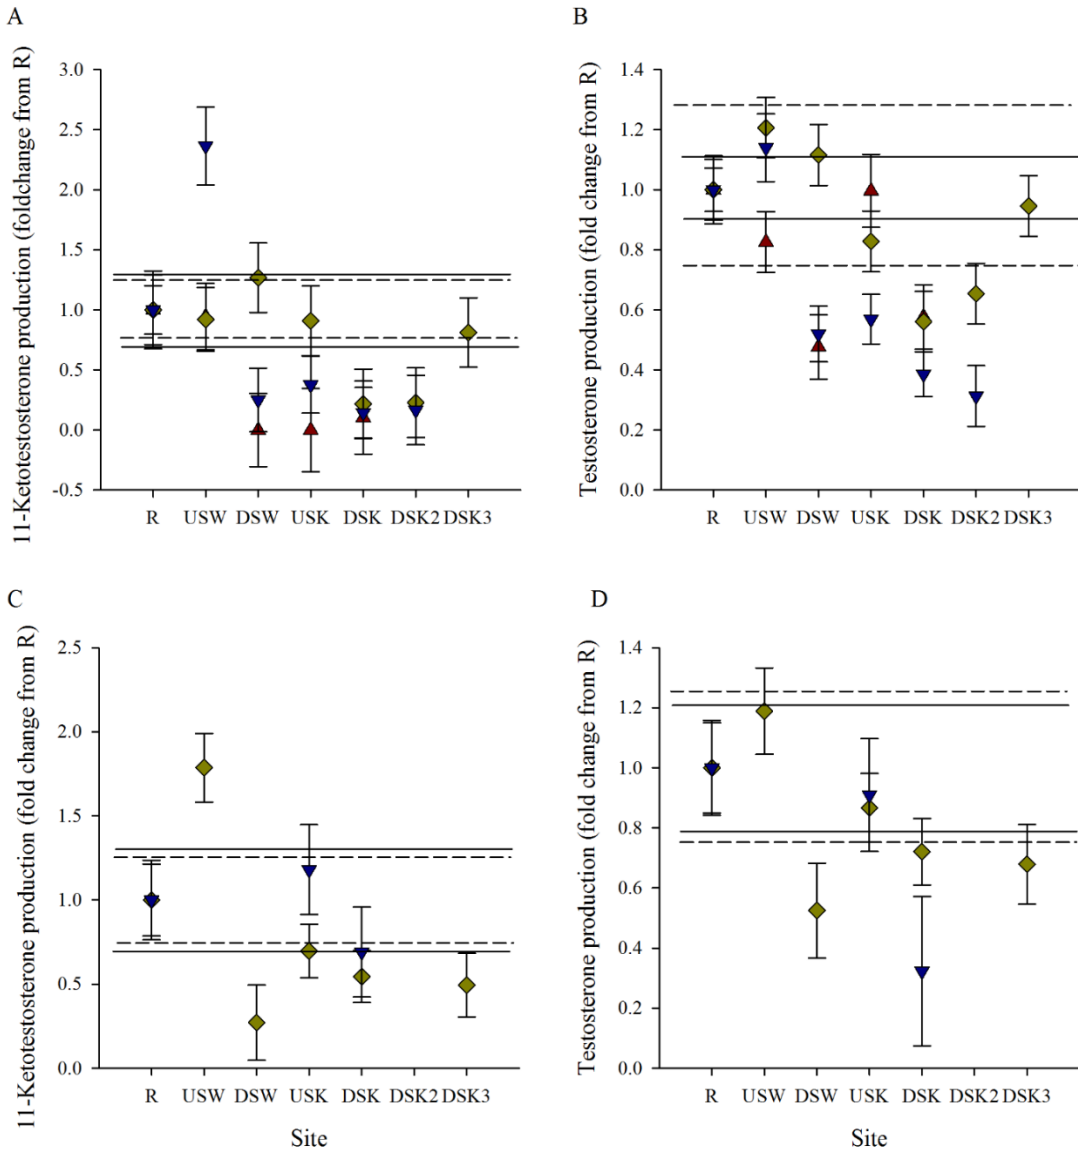 A
11-Ketotestosterone production (foldchange from R)
3.0
2.5
2.0
1.5
1.0
0.5
0.0
-0.5
R USW DSW USK DSK DSK2 DSK3
B
Testosterone production (fold change from R)
1.4
1.2
1.0
0.8
0.6
0.4
0.2
0.0
R USW DSW USK DSK DSK2 DSK3
C
11-Ketotestosterone production (fold change from R)
2.5
2.0
1.5
1.0
0.5
0.0
R USW DSW USK DSK DSK2 DSK3
Site
D
Testosterone production (fold change from R)
1.4
1.2
1.0
0.8
0.6
0.4
0.2
0.0
R USW DSW USK DSK DSK2 DSK3
Site